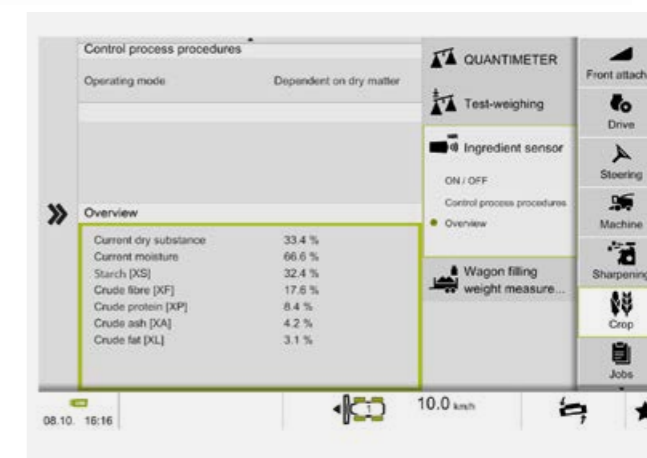 Control process procedures
Operating mode Dependent on dry matter
Overview
Current dry substance 33.4 %
Current moisture 66.6 %
Starch [XS] 32.4 %
Crude fibre [XF] 17.6 %
Crude protein [XP] 8.4 %
Crude ash [XA] 4.2 %
Crude fat [XL] 3.1 %
QUANTIMETER
Test-weighing
Ingredient sensor
ON / OFF
Control process procedures
Overview
Wagon filling
weight measure...
Front attach
Drive
Steering
Machine
Sharpening
Crop
Jobs
08.10. 16:16
1
10.0 km/h